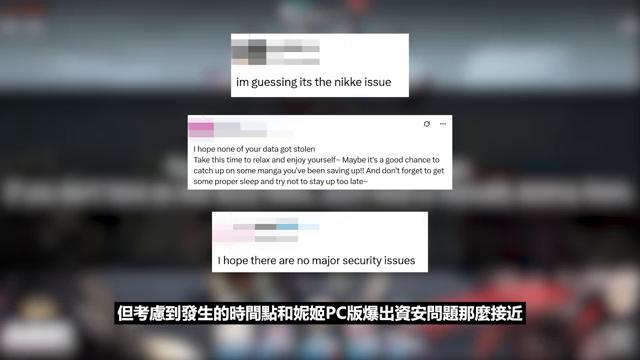 im guessing its the nikke issue
I hope none of your data got stolen
Take this time to relax and enjoy yourself~ Maybe it's a good chance to
catch up on some manga you've been saving up!! And don't forget to get
some proper sleep and try not to stay up too late~
I hope there are no major security issues
但考慮到發生的時間點和妮姬PC版爆出資安問題那麼接近